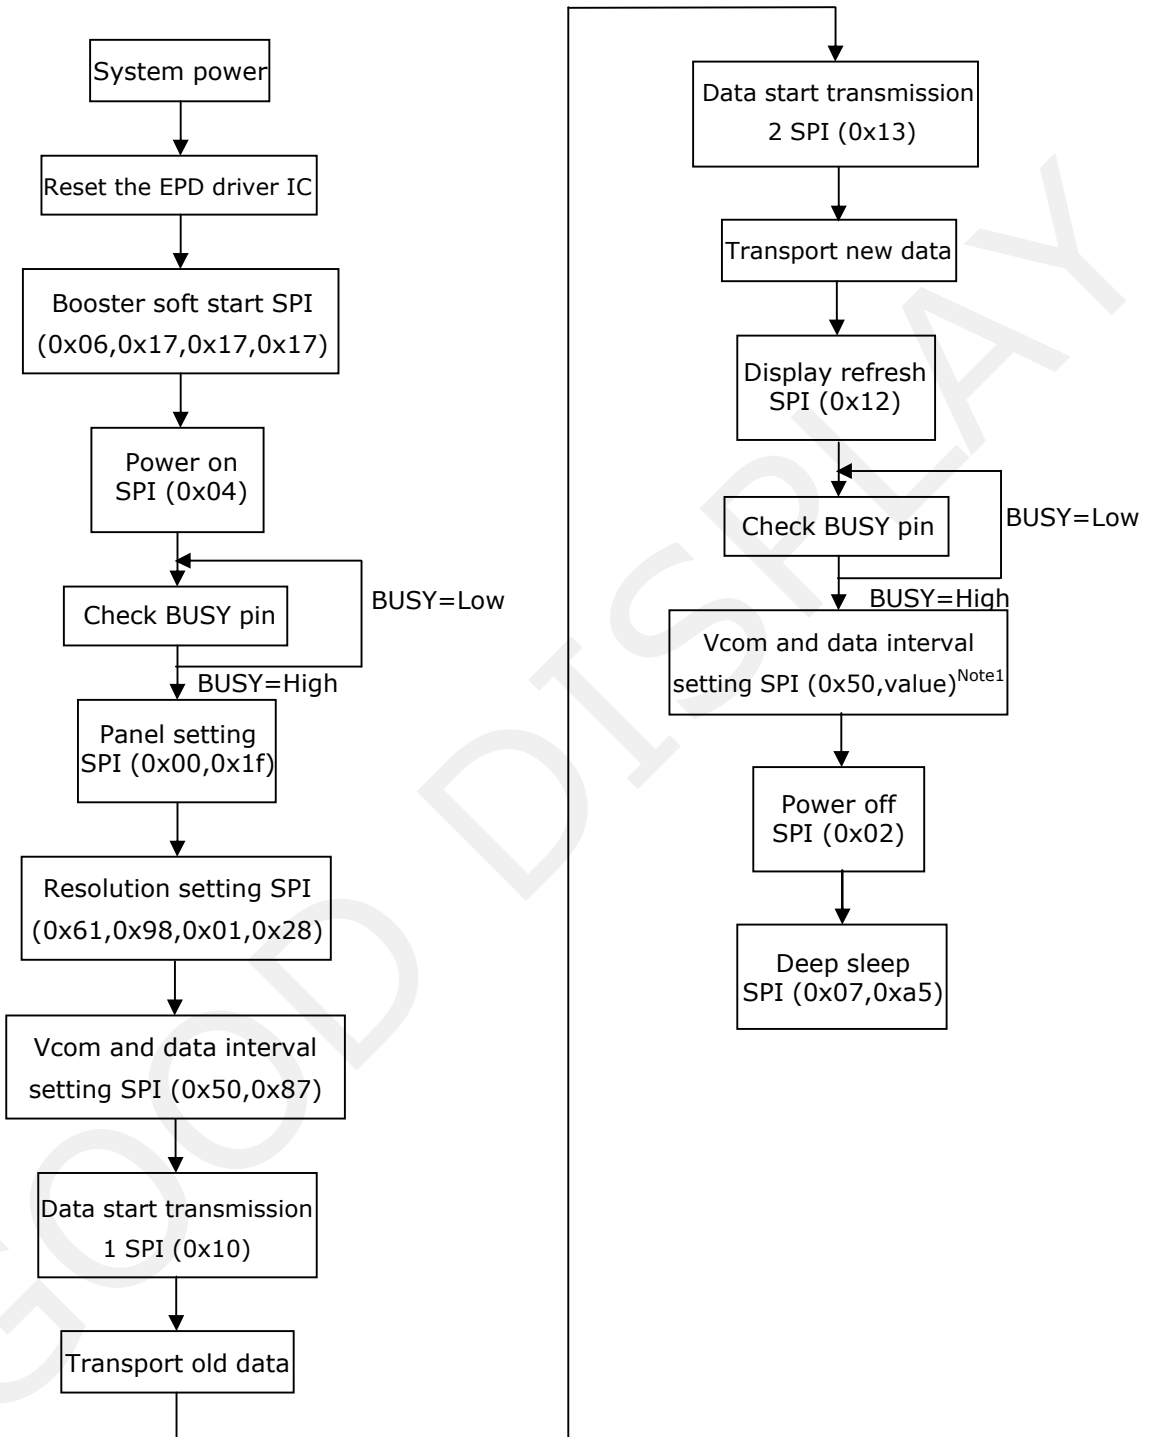 System power
Reset the EPD driver IC
Booster soft start SPI
(0x06,0x17,0x17,0x17)
Power on
SPI (0x04)
Check BUSY pin
BUSY=Low
BUSY=High
Panel setting
SPI (0x00,0x1f)
Resolution setting SPI
(0x61,0x98,0x01,0x28)
Vcom and data interval
setting SPI (0x50,0x87)
Data start transmission
1 SPI (0x10)
Transport old data
Data start transmission
2 SPI (0x13)
Transport new data
Display refresh
SPI (0x12)
Check BUSY pin
BUSY=Low
BUSY=High
Vcom and data interval
setting SPI (0x50,value)Note1
Power off
SPI (0x02)
Deep sleep
SPI (0x07,0xa5)
GOOD DISPLAY